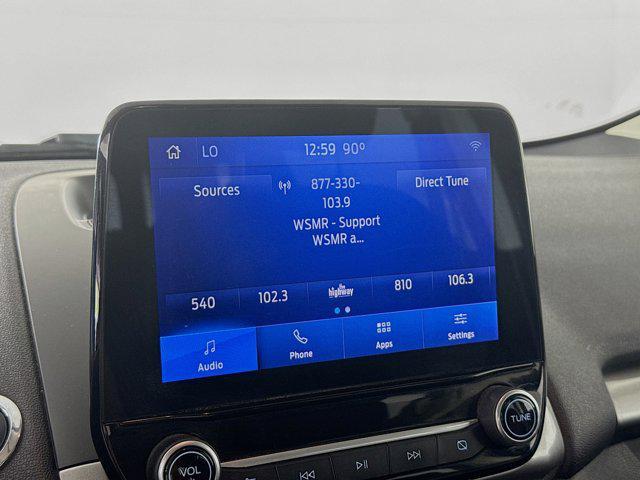 LO 12:59 90°
Sources 877-330- Direct Tune
103.9
WSMR - Support
WSMR a...
540 102.3 the highway 810 106.3
Audio Phone Apps Settings
VOL TUNE